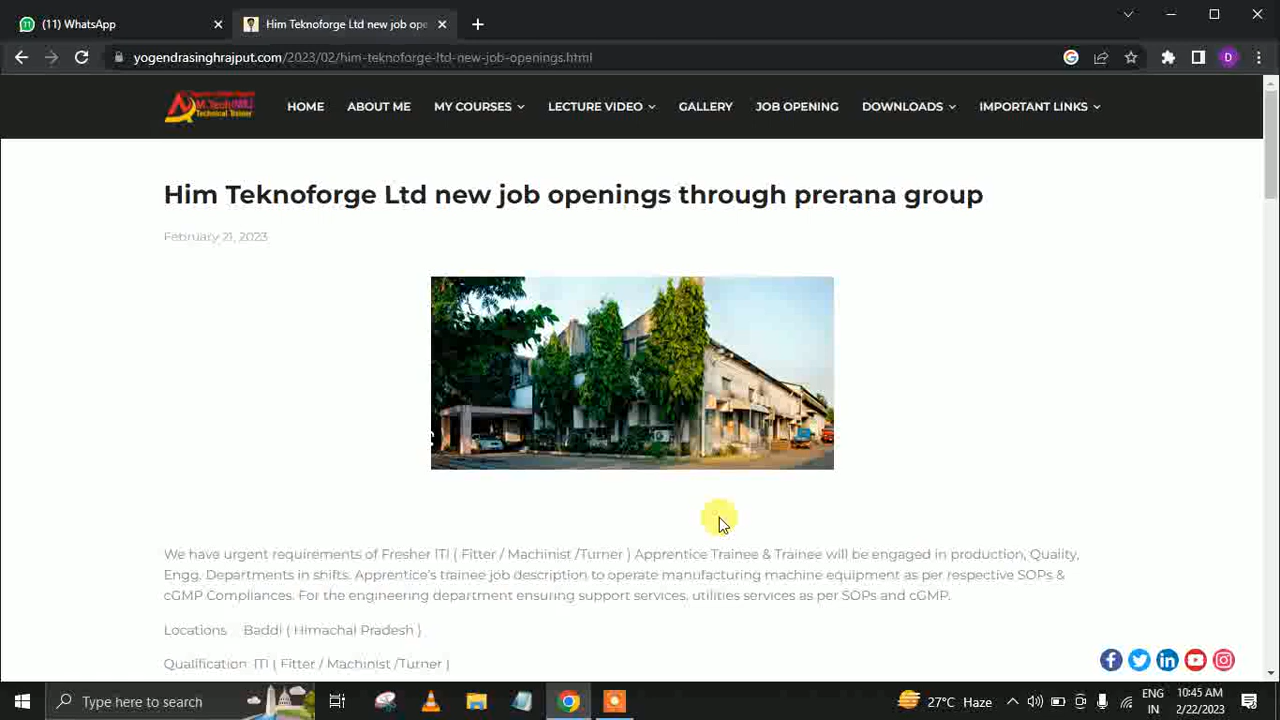 (11) WhatsApp
Him Teknoforge Ltd new job ope
yogendrasinghrajput.com/2023/02/him-teknoforge-ltd-new-job-openings.html
M.Tech
Technical Trainer
HOME ABOUT ME MY COURSES LECTURE VIDEO GALLERY JOB OPENING DOWNLOADS IMPORTANT LINKS
Him Teknoforge Ltd new job openings through prerana group
February 21, 2023
We have urgent requirements of Fresher ITI ( Fitter / Machinist /Turner ) Apprentice Trainee & Trainee will be engaged in production, Quality,
Engg. Departments in shifts. Apprentice's trainee job description to operate manufacturing machine equipment as per respective SOPs &
cGMP Compliances. For the engineering department ensuring support services, utilities services as per SOPs and cGMP.
Locations Baddi ( Himachal Pradesh )
Qualification ITI ( Fitter / Machinist /Turner )
Type here to search
27°C Haze
ENG
IN
10:45 AM
2/22/2023